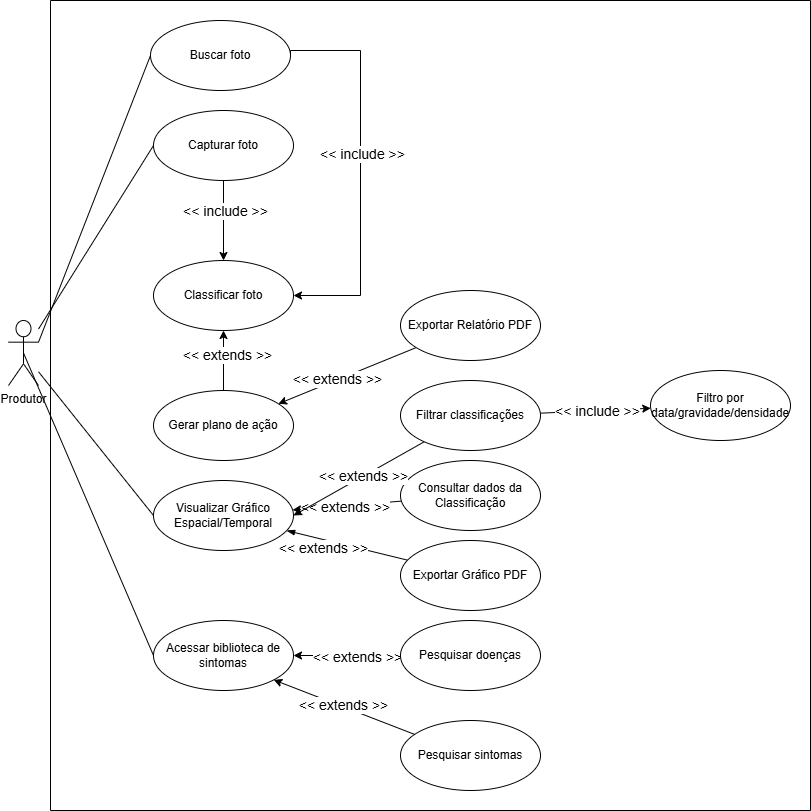 Buscar foto
Capturar foto
<< include >>
<< include >>
Classificar foto
<< extends >>
Exportar Relatório PDF
<< extends >>
Produtor
Gerar plano de ação
Filtrar classificações
<< include >>
Filtro por
data/gravidade/densidade
<< extends >>
Consultar dados da
Classificação
<< extends >>
Visualizar Gráfico
Espacial/Temporal
<< extends >>
Exportar Gráfico PDF
Acessar biblioteca de
sintomas
<< extends >>
Pesquisar doenças
<< extends >>
Pesquisar sintomas